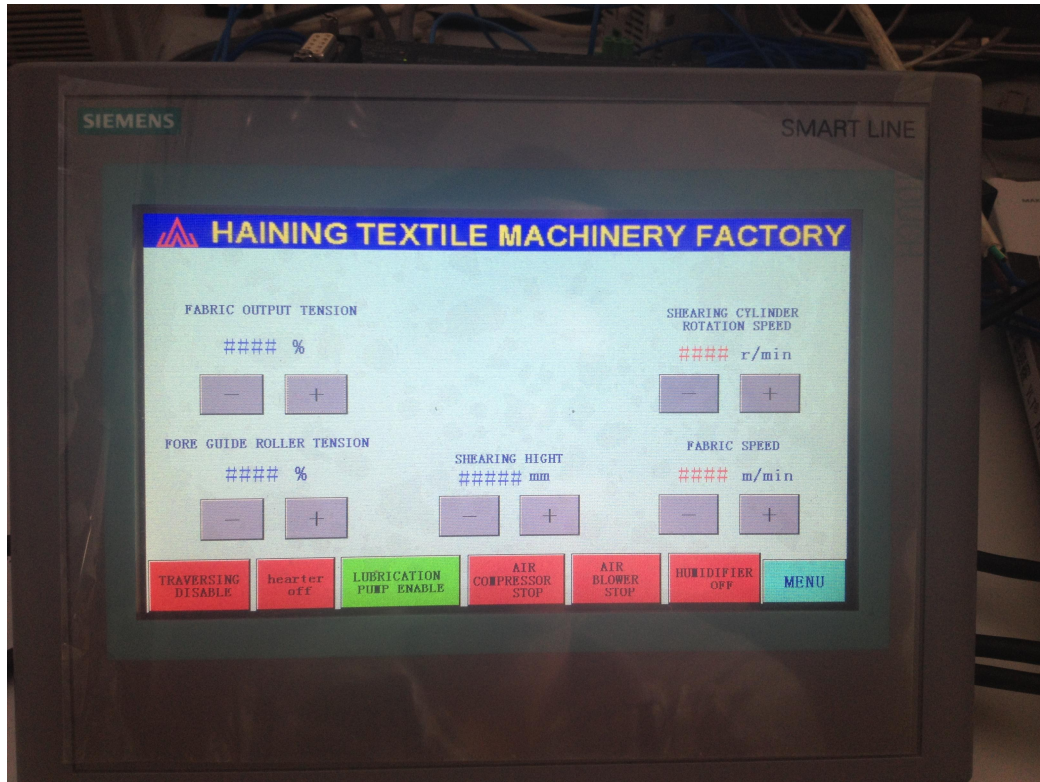 SIEMENS
SMART LINE
HAINING TEXTILE MACHINERY FACTORY
FABRIC OUTPUT TENSION
#### %
- +
SHEARING CYLINDER
ROTATION SPEED
#### r/min
- +
FORE GUIDE ROLLER TENSION
#### %
- +
SHEARING HIGHT
##### mm
- +
FABRIC SPEED
#### m/min
- +
TRAVERSING
DISABLE
hearter
off
LUBRICATION
PUMP ENABLE
AIR
COMPRESSOR
STOP
AIR
BLOWER
STOP
HUMIDIFIER
OFF
MENU